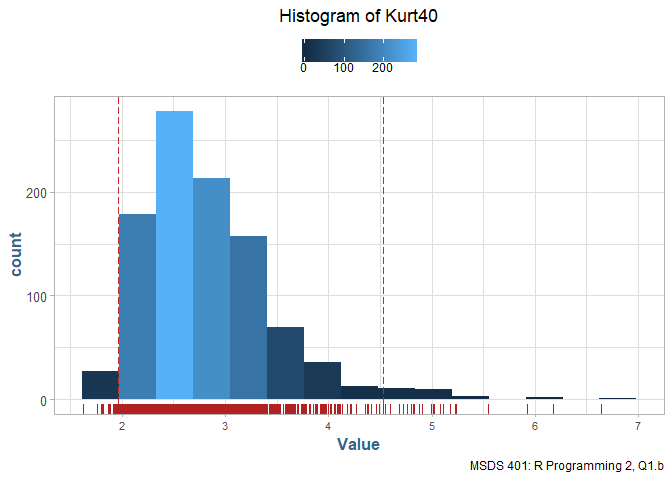 Histogram of Kurt40
0 100 200
200
100
0
count
2 3 4 5 6 7
Value
MSDS 401: R Programming 2, Q1.b